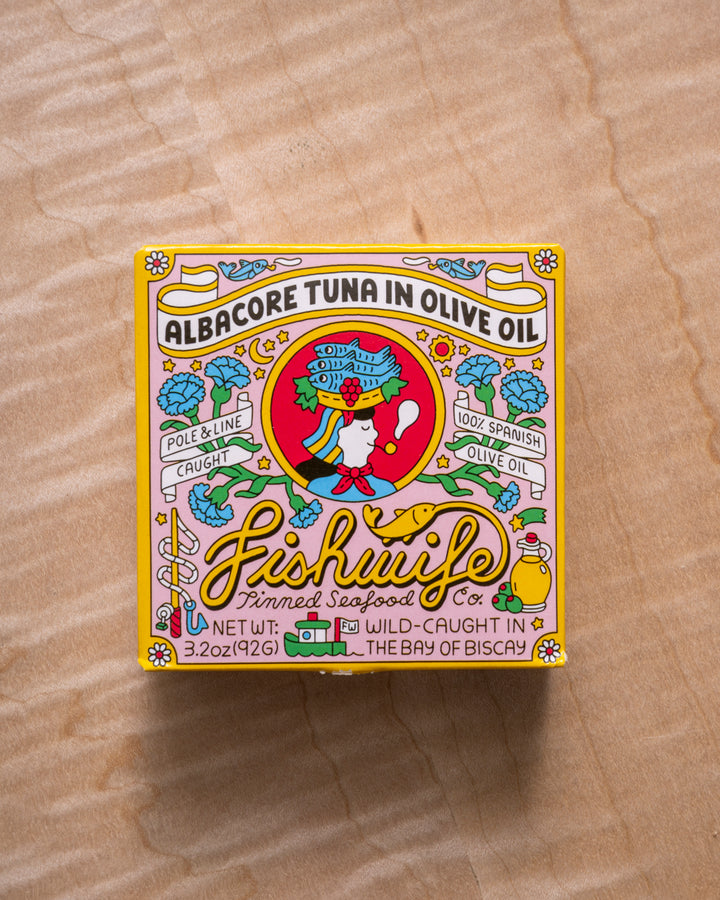 ALBACORE TUNA IN OLIVE OIL
POLE & LINE
CAUGHT
100% SPANISH
OLIVE OIL
Fishwife
Tinned Seafood Co.
NET WT:
3.2oz(92G)
FW
WILD-CAUGHT IN
THE BAY OF BISCAY